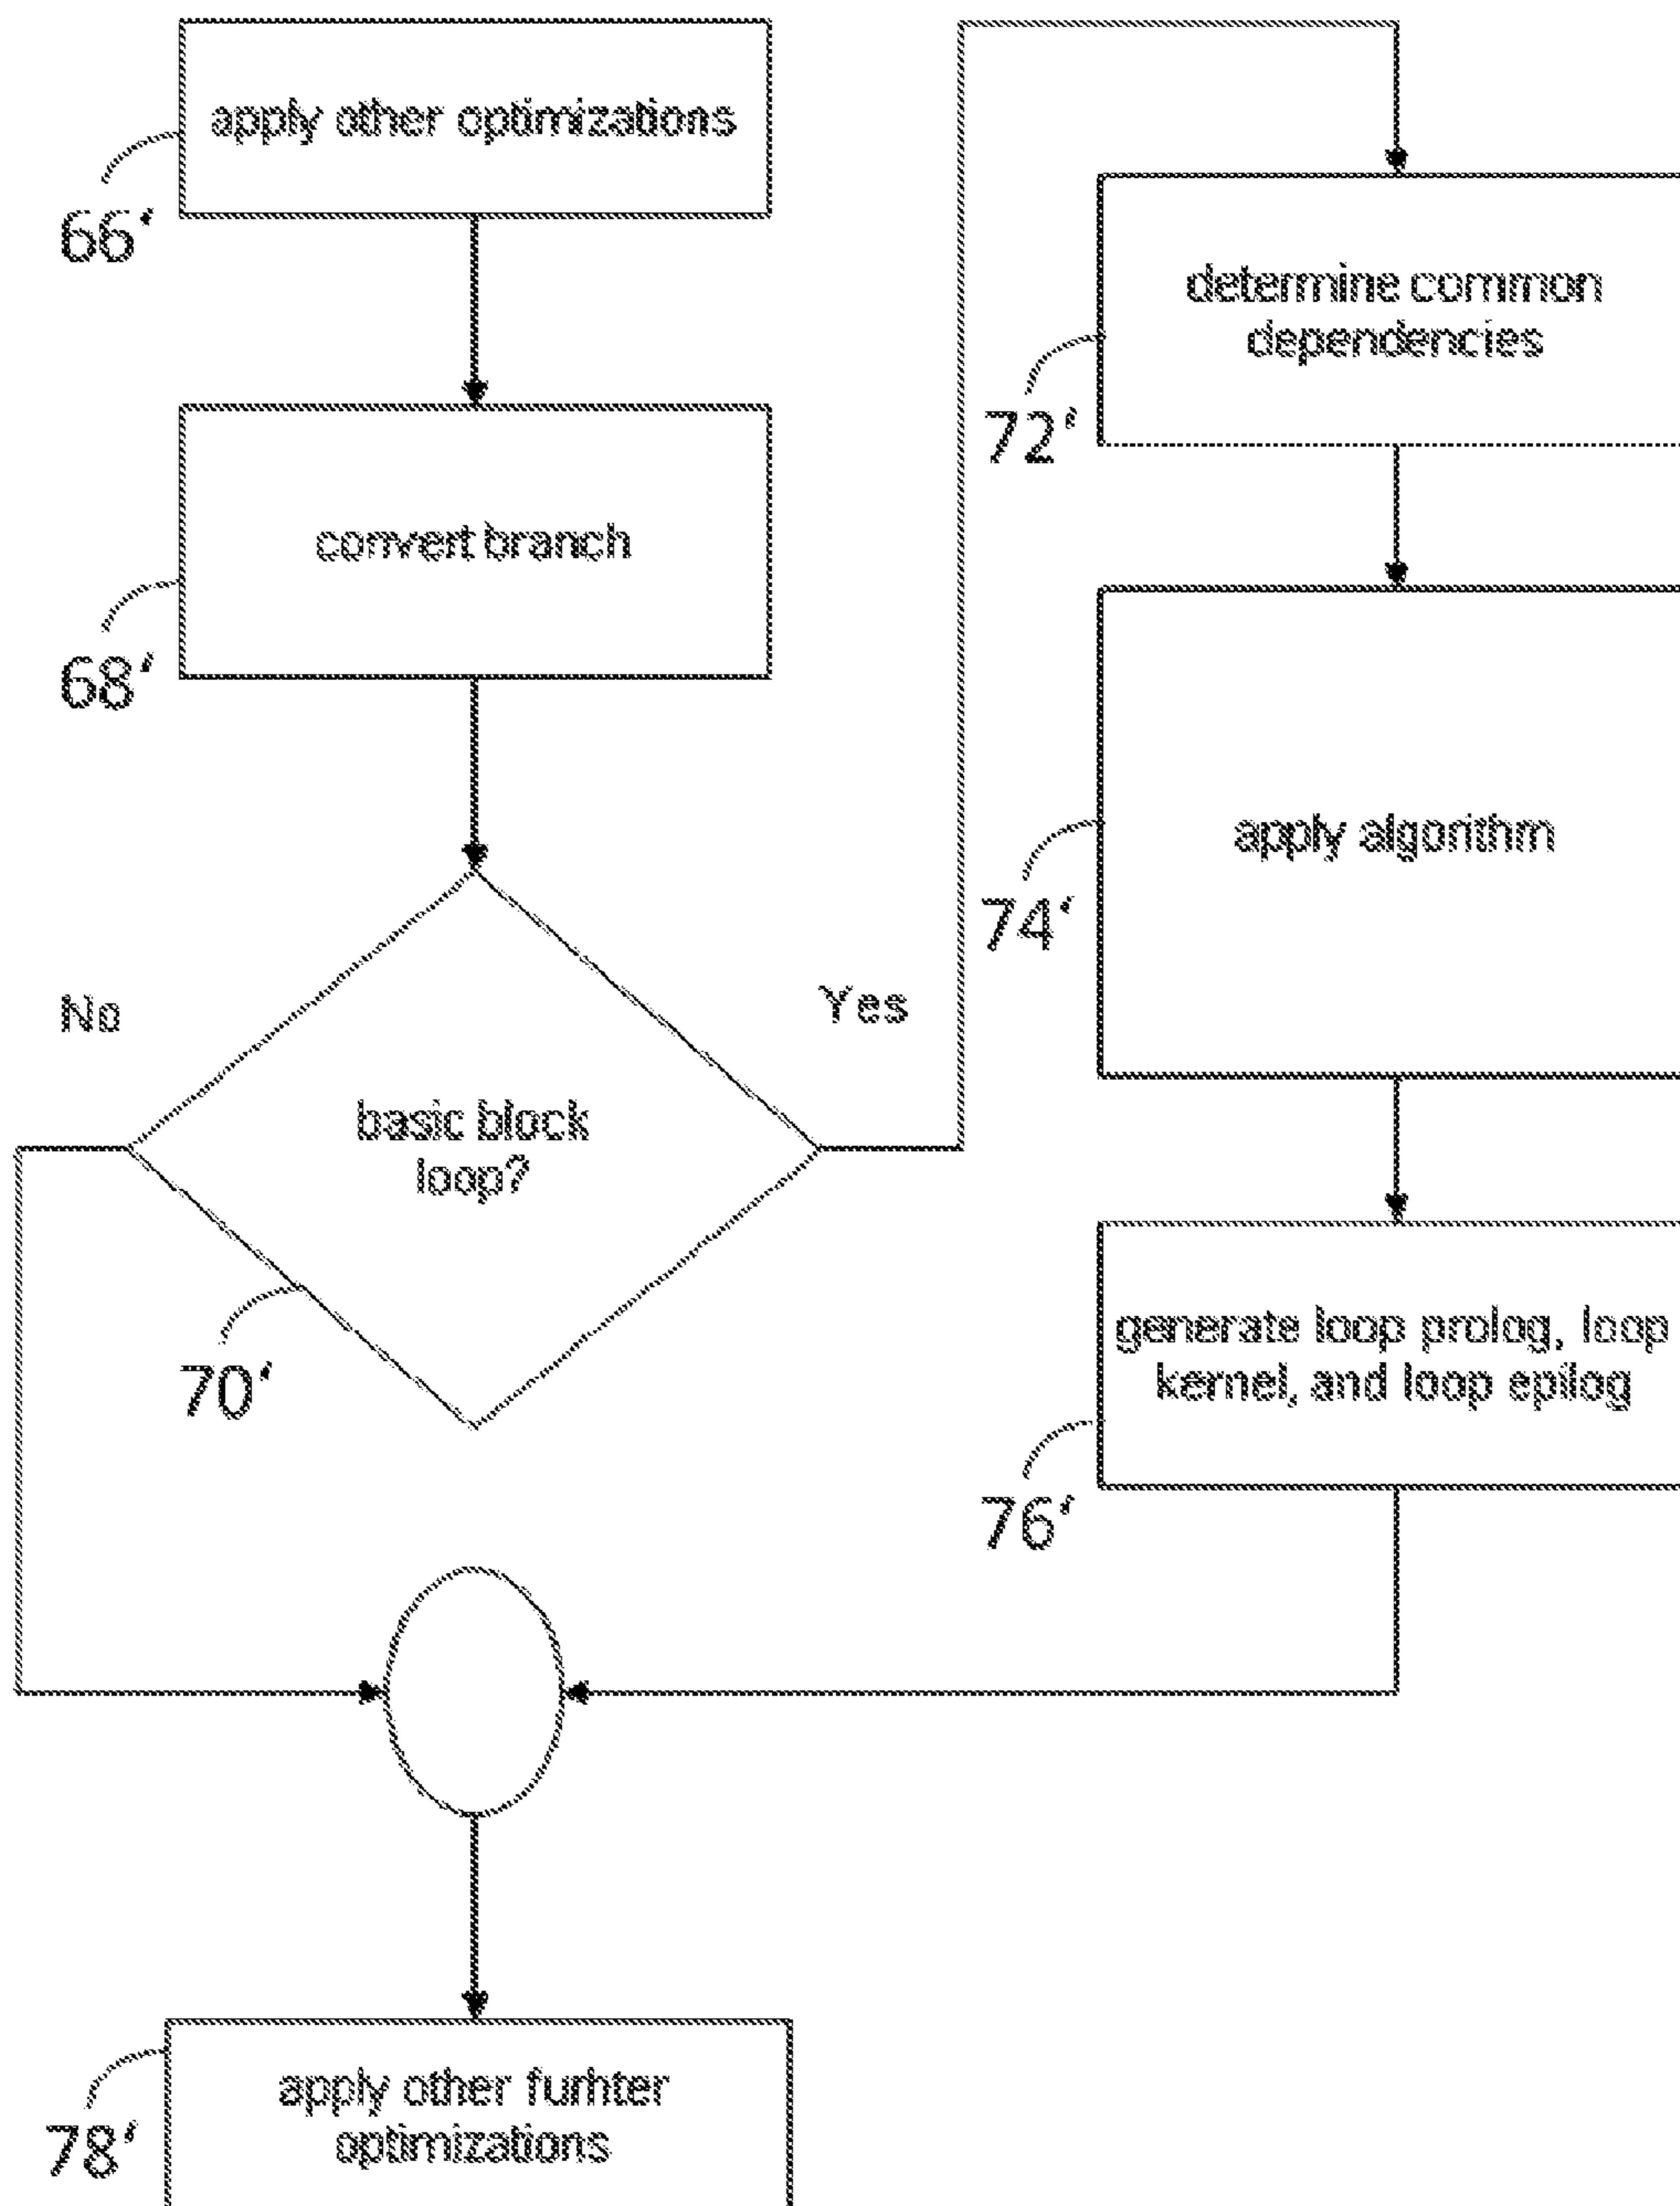 apply other optimizations
66'
convert branch
68'
No
Yes
basic block
loop?
70'
determine common
dependencies
72'
apply algorithm
74'
generate loop prolog, loop
kernel, and loop epilog
76'
apply other furhter
optimizations
78'